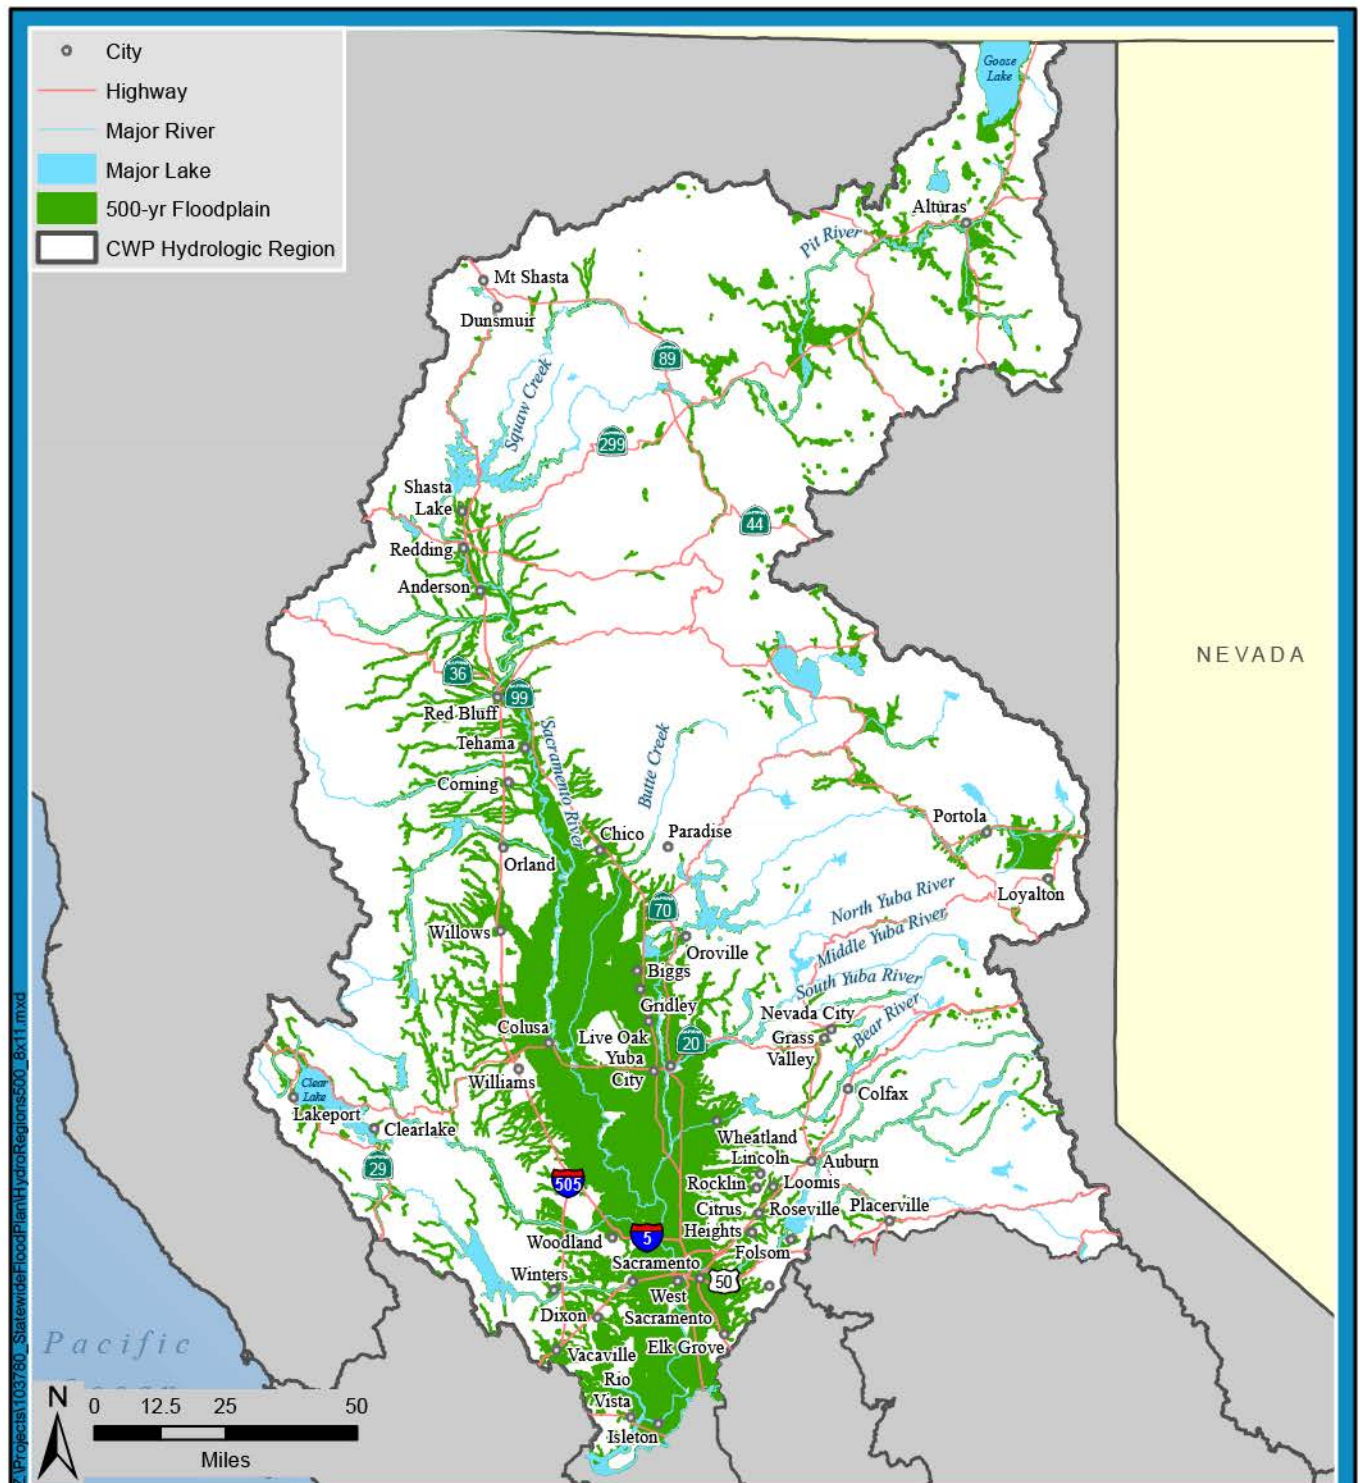 City
Highway
Major River
Major Lake
500-yr Floodplain
CWP Hydrologic Region
Goose
Lake
Alturas
Pit River
Mt Shasta
Dunsmuir
89
Squaw Creek
299
Shasta
Lake
44
Redding
Anderson
NEVADA
36
99
Red Bluff
Tehama
Sacramento River
Butte Creek
Corning
Portola
Chico
Paradise
Orland
Loyalton
70
North Yuba River
Willows
Oroville
Middle Yuba River
Biggs
South Yuba River
Gridley
Nevada City
Bear River
Colusa
Live Oak
20
Grass
Valley
Yuba
City
Williams
Clear
Lake
Lakeport
Colfax
Clearlake
Wheatland
29
Lincoln
Auburn
505
Rocklin
Loomis
Citrus
Heights
Roseville
Placerville
5
Woodland
Folsom
Sacramento
50
Winters
West
Sacramento
Dixon
Elk Grove
Vacaville
Rio
Vista
Isleton
Pacific
N
0 12.5 25 50
Miles
Z:\Projects\103780_StatewideFloodPlan\HydroRegions500_8x11.mxd